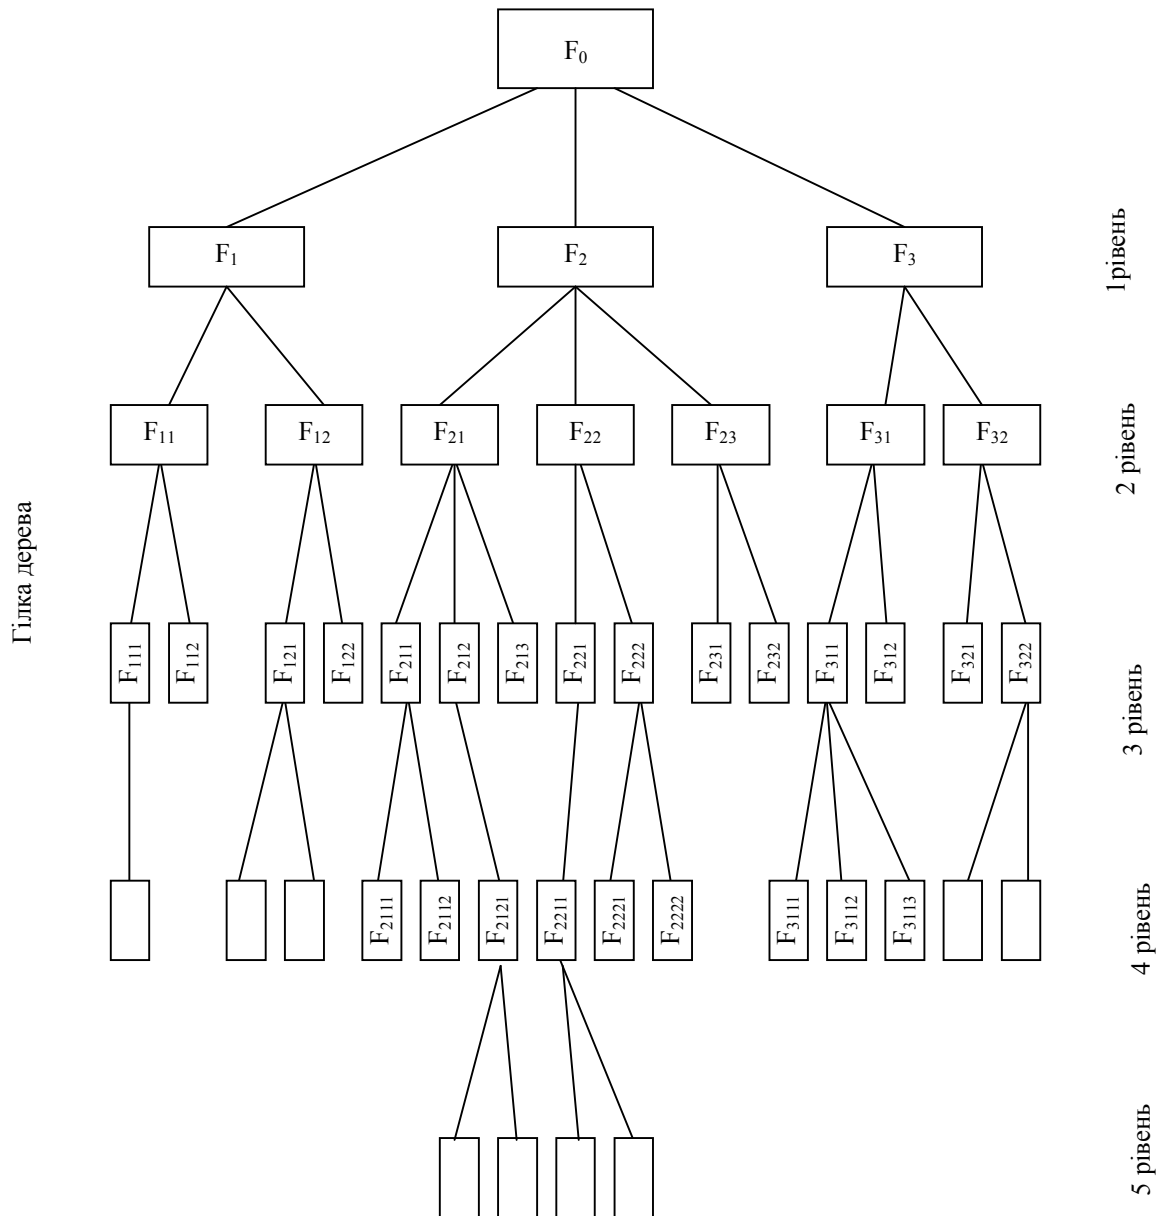 F₀
F₁ F₂ F₃
1рівень
F₁₁ F₁₂ F₂₁ F₂₂ F₂₃ F₃₁ F₃₂
2 рівень
Гілка дерева
F₁₁₁ F₁₁₂ F₁₂₁ F₁₂₂ F₂₁₁ F₂₁₂ F₂₁₃ F₂₂₁ F₂₂₂ F₂₃₁ F₂₃₂ F₃₁₁ F₃₁₂ F₃₂₁ F₃₂₂
3 рівень
F₂₁₁₁ F₂₁₁₂ F₂₁₂₁ F₂₂₁₁ F₂₂₂₁ F₂₂₂₂ F₃₁₁₁ F₃₁₁₂ F₃₁₁₃
4 рівень
5 рівень